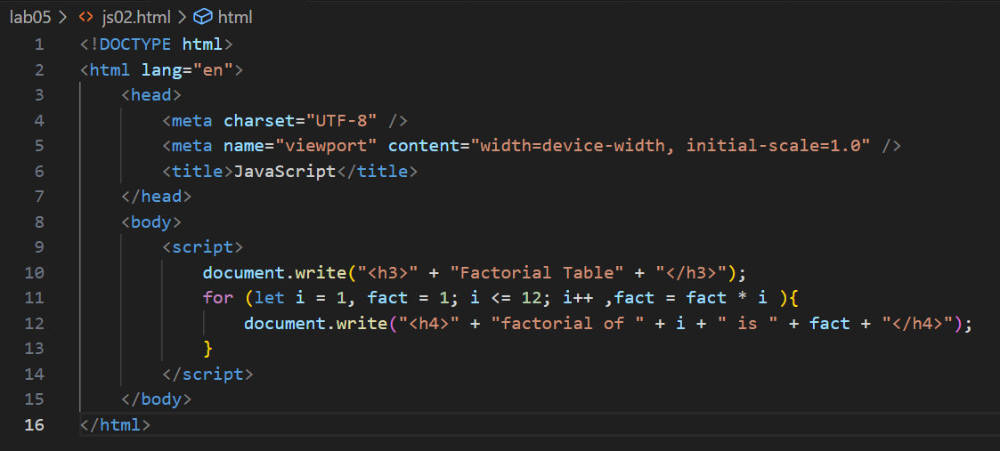 lab05 > <> js02.html > html
1 <!DOCTYPE html>
2 <html lang="en">
3     <head>
4         <meta charset="UTF-8" />
5         <meta name="viewport" content="width=device-width, initial-scale=1.0" />
6         <title>JavaScript</title>
7     </head>
8     <body>
9         <script>
10             document.write("<h3>" + "Factorial Table" + "</h3>");
11             for (let i = 1, fact = 1; i <= 12; i++ ,fact = fact * i ){
12                 document.write("<h4>" + "factorial of " + i + " is " + fact + "</h4>");
13             }
14         </script>
15     </body>
16 </html>